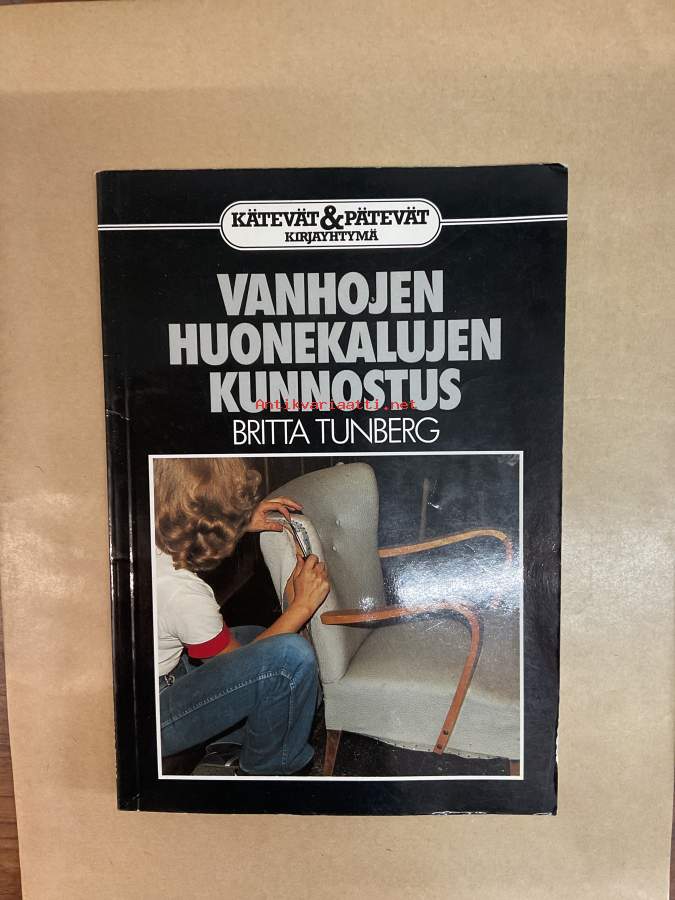 KÄTEVÄT & PÄTEVÄT
KIRJAYHTYMÄ
VANHOJEN
HUONEKALUJEN
KUNNOSTUS
Antikvariaatti.net
BRITTA TUNBERG